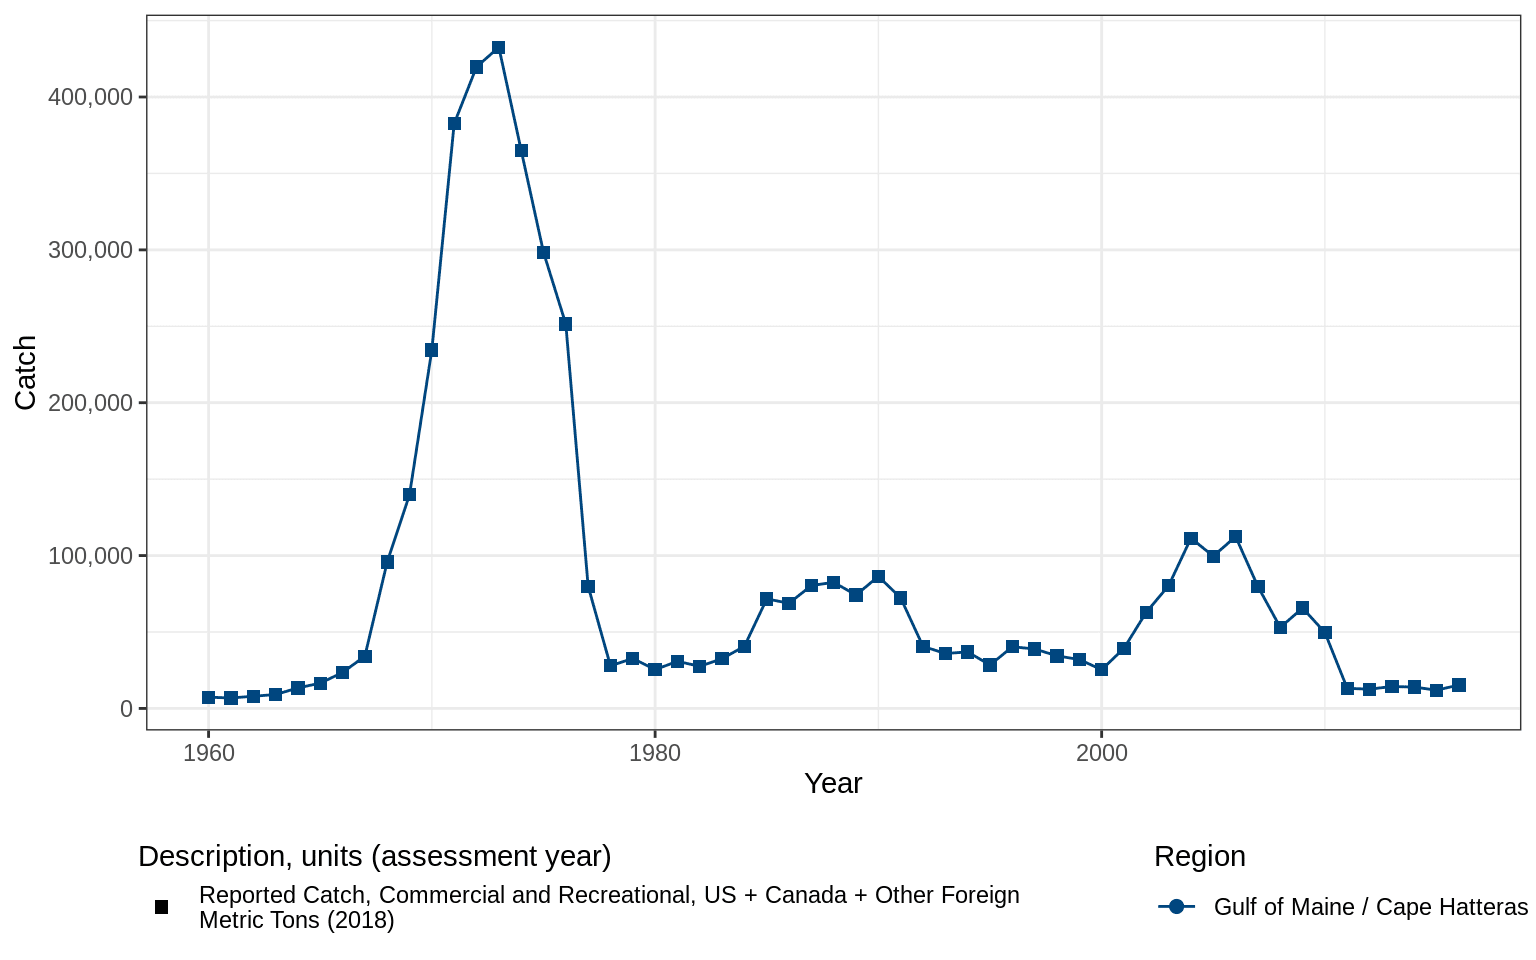 400,000
300,000
200,000
100,000
0
Catch
1960
1980
2000
Year
Description, units (assessment year)
Reported Catch, Commercial and Recreational, US + Canada + Other Foreign
Metric Tons (2018)
Region
Gulf of Maine / Cape Hatteras